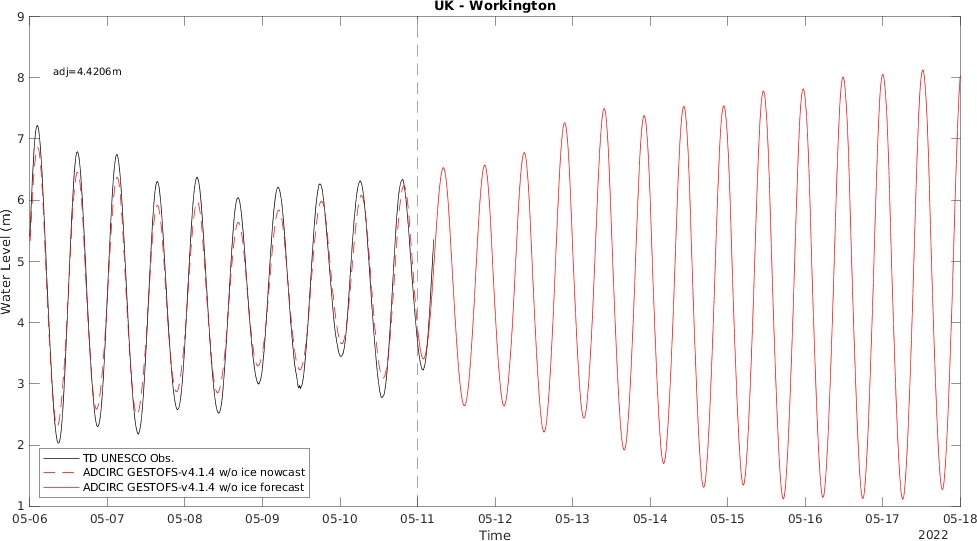 UK - Workington
9
8
7
6
5
4
3
2
1
Water Level (m)
adj=4.4206m
TD UNESCO Obs.
ADCIRC GESTOFS-v4.1.4 w/o ice nowcast
ADCIRC GESTOFS-v4.1.4 w/o ice forecast
05-06 05-07 05-08 05-09 05-10 05-11 05-12 05-13 05-14 05-15 05-16 05-17 05-18
Time
2022